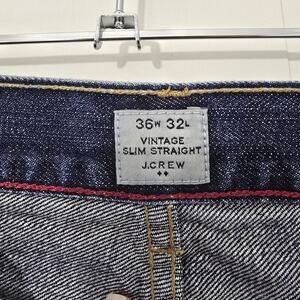 36W 32L
VINTAGE
SLIM STRAIGHT
J.CREW
++